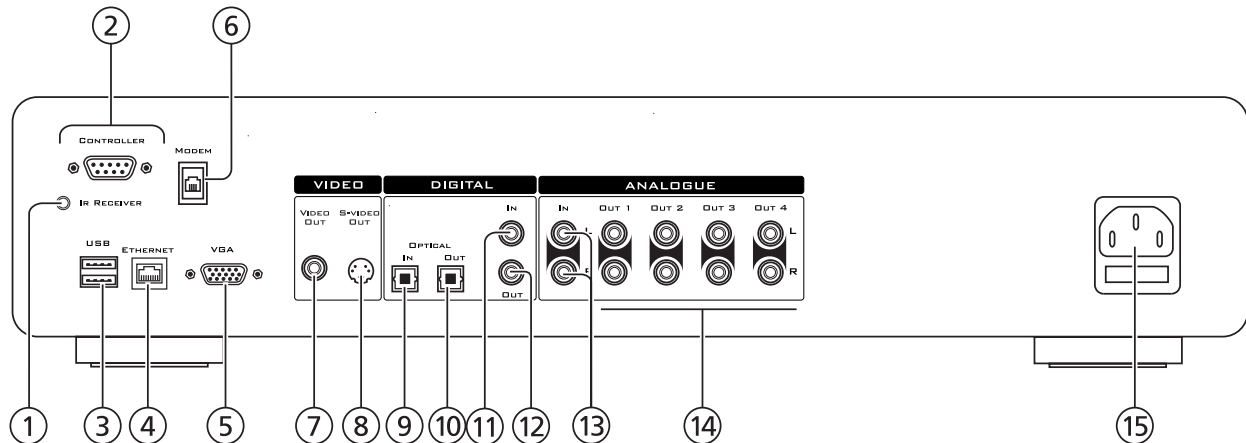 2
6
CONTROLLER
MODEM
IR RECEIVER
USB
ETHERNET
VGA
VIDEO
DIGITAL
ANALOGUE
VIDEO OUT
S-VIDEO OUT
OPTICAL
IN
OUT
IN
OUT
IN
OUT 1
OUT 2
OUT 3
OUT 4
L
R
L
R
1
3
4
5
7
8
9
10
11
12
13
14
15